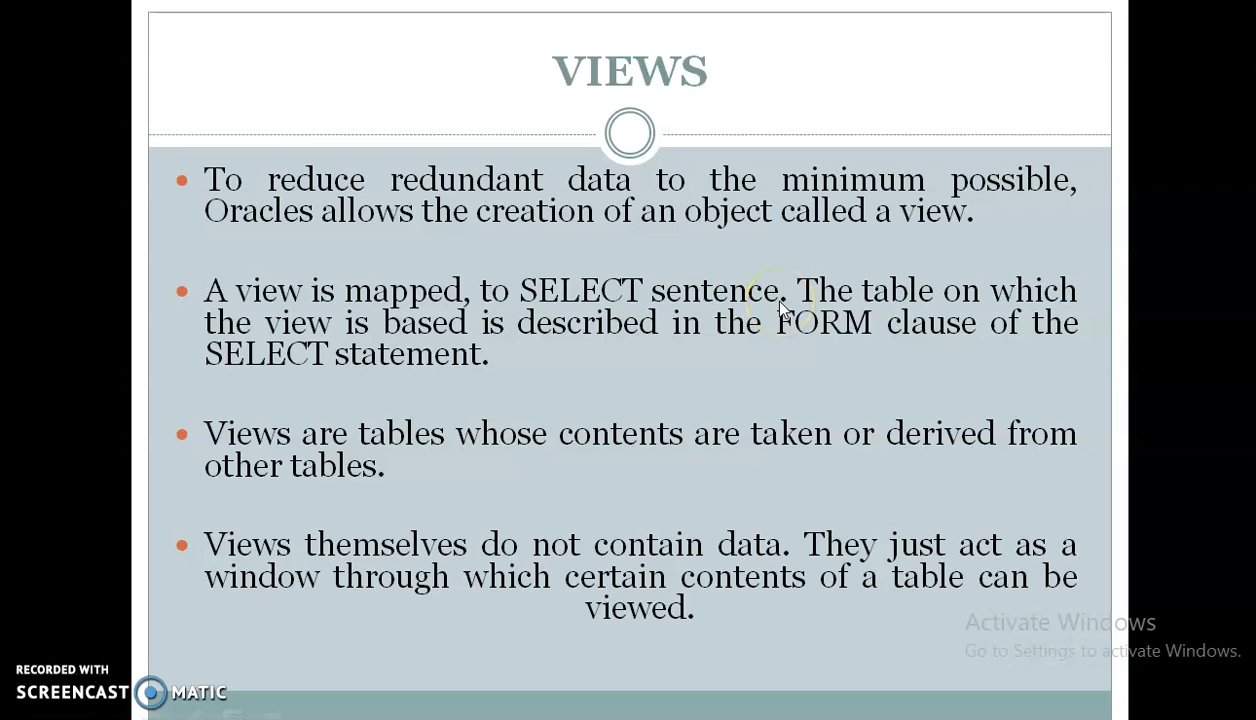 VIEWS
To reduce redundant data to the minimum possible,
Oracles allows the creation of an object called a view.
A view is mapped, to SELECT sentence. The table on which
the view is based is described in the FORM clause of the
SELECT statement.
Views are tables whose contents are taken or derived from
other tables.
Views themselves do not contain data. They just act as a
window through which certain contents of a table can be
viewed.
Activate Windows
Go to Settings to activate Windows.
RECORDED WITH
SCREENCAST MATIC